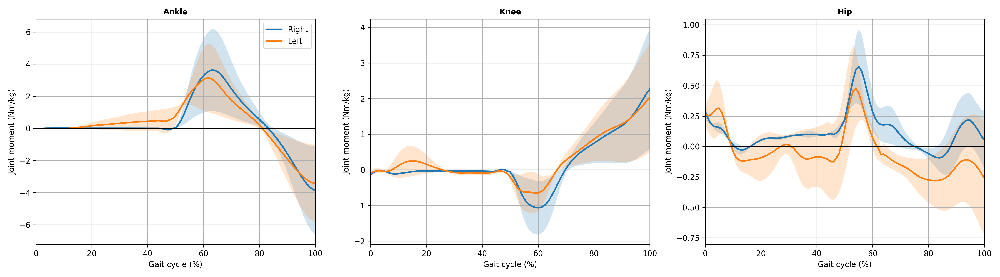 Ankle
Joint moment (Nm/kg)
6
4
2
0
−2
−4
−6
0 20 40 60 80 100
Gait cycle (%)
Right
Left
Knee
Joint moment (Nm/kg)
4
3
2
1
0
−1
−2
0 20 40 60 80 100
Gait cycle (%)
Hip
Joint moment (Nm/kg)
1.00
0.75
0.50
0.25
0.00
−0.25
−0.50
−0.75
0 20 40 60 80 100
Gait cycle (%)